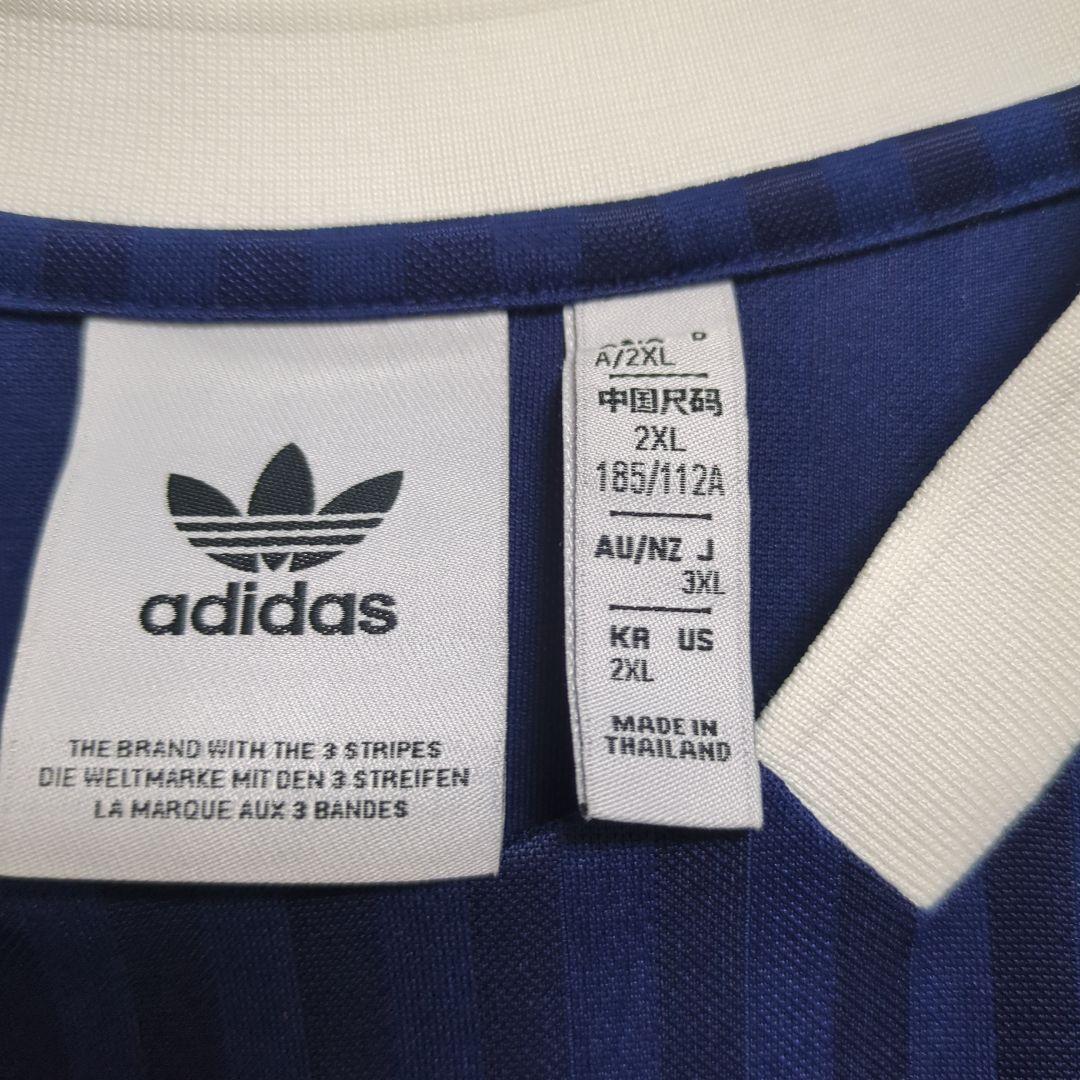 adidas
THE BRAND WITH THE 3 STRIPES
DIE WELTMARKE MIT DEN 3 STREIFEN
LA MARQUE AUX 3 BANDES
A/2XL
中国尺码
2XL
185/112A
AU/NZ J
3XL
KR US
2XL
MADE IN
THAILAND